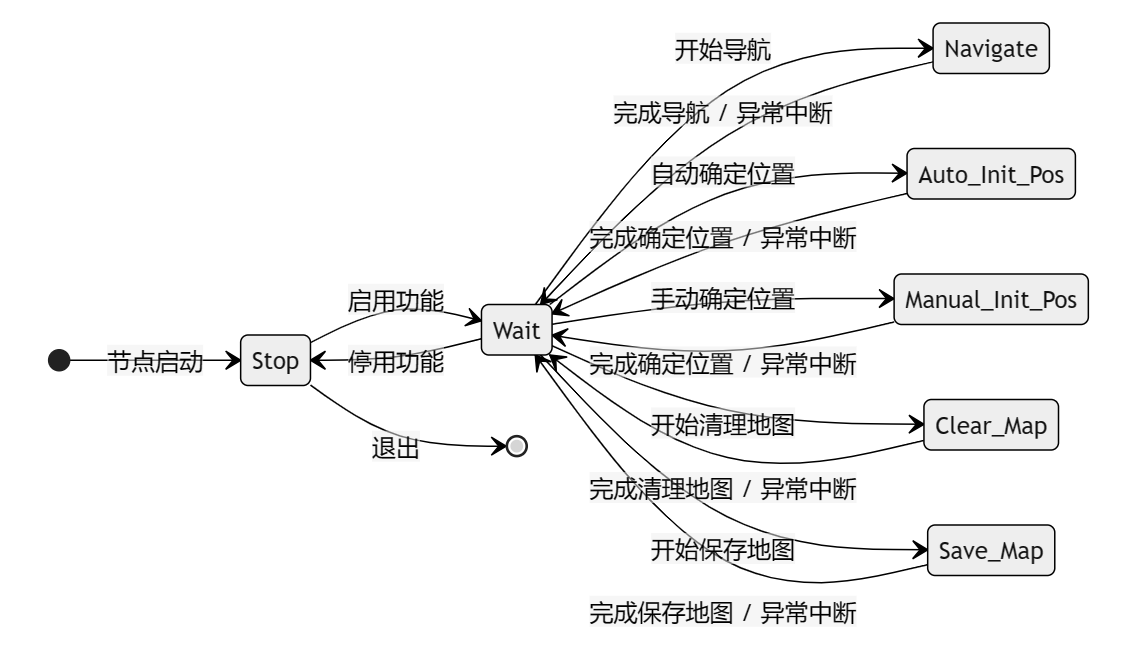 开始导航
Navigate
完成导航 / 异常中断
自动确定位置
Auto_Init_Pos
完成确定位置 / 异常中断
启用功能
手动确定位置
Manual_Init_Pos
Wait
节点启动
Stop
停用功能
完成确定位置 / 异常中断
开始清理地图
Clear_Map
退出
完成清理地图 / 异常中断
开始保存地图
Save_Map
完成保存地图 / 异常中断